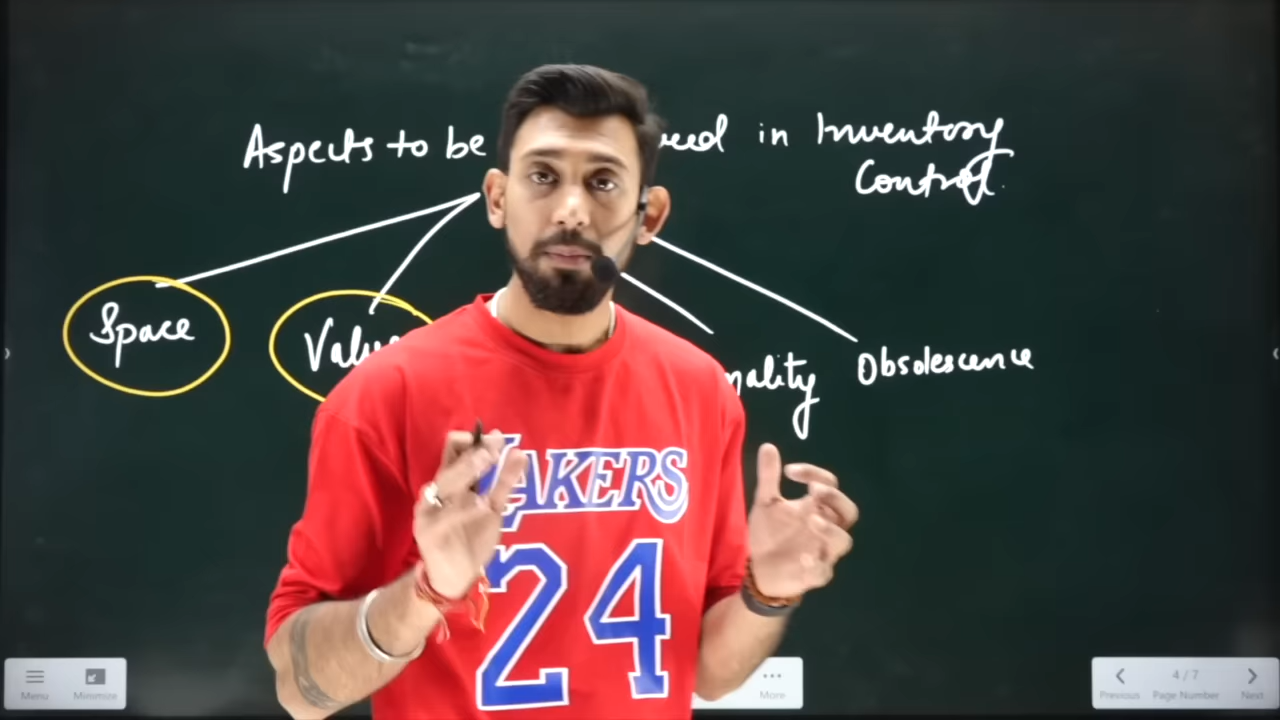 Aspects to be in Inventory
Control.
Space
Obsolescence
LAKERS
24
Menu
Minimize
More
4 / 7
Previous
Page Number
Next